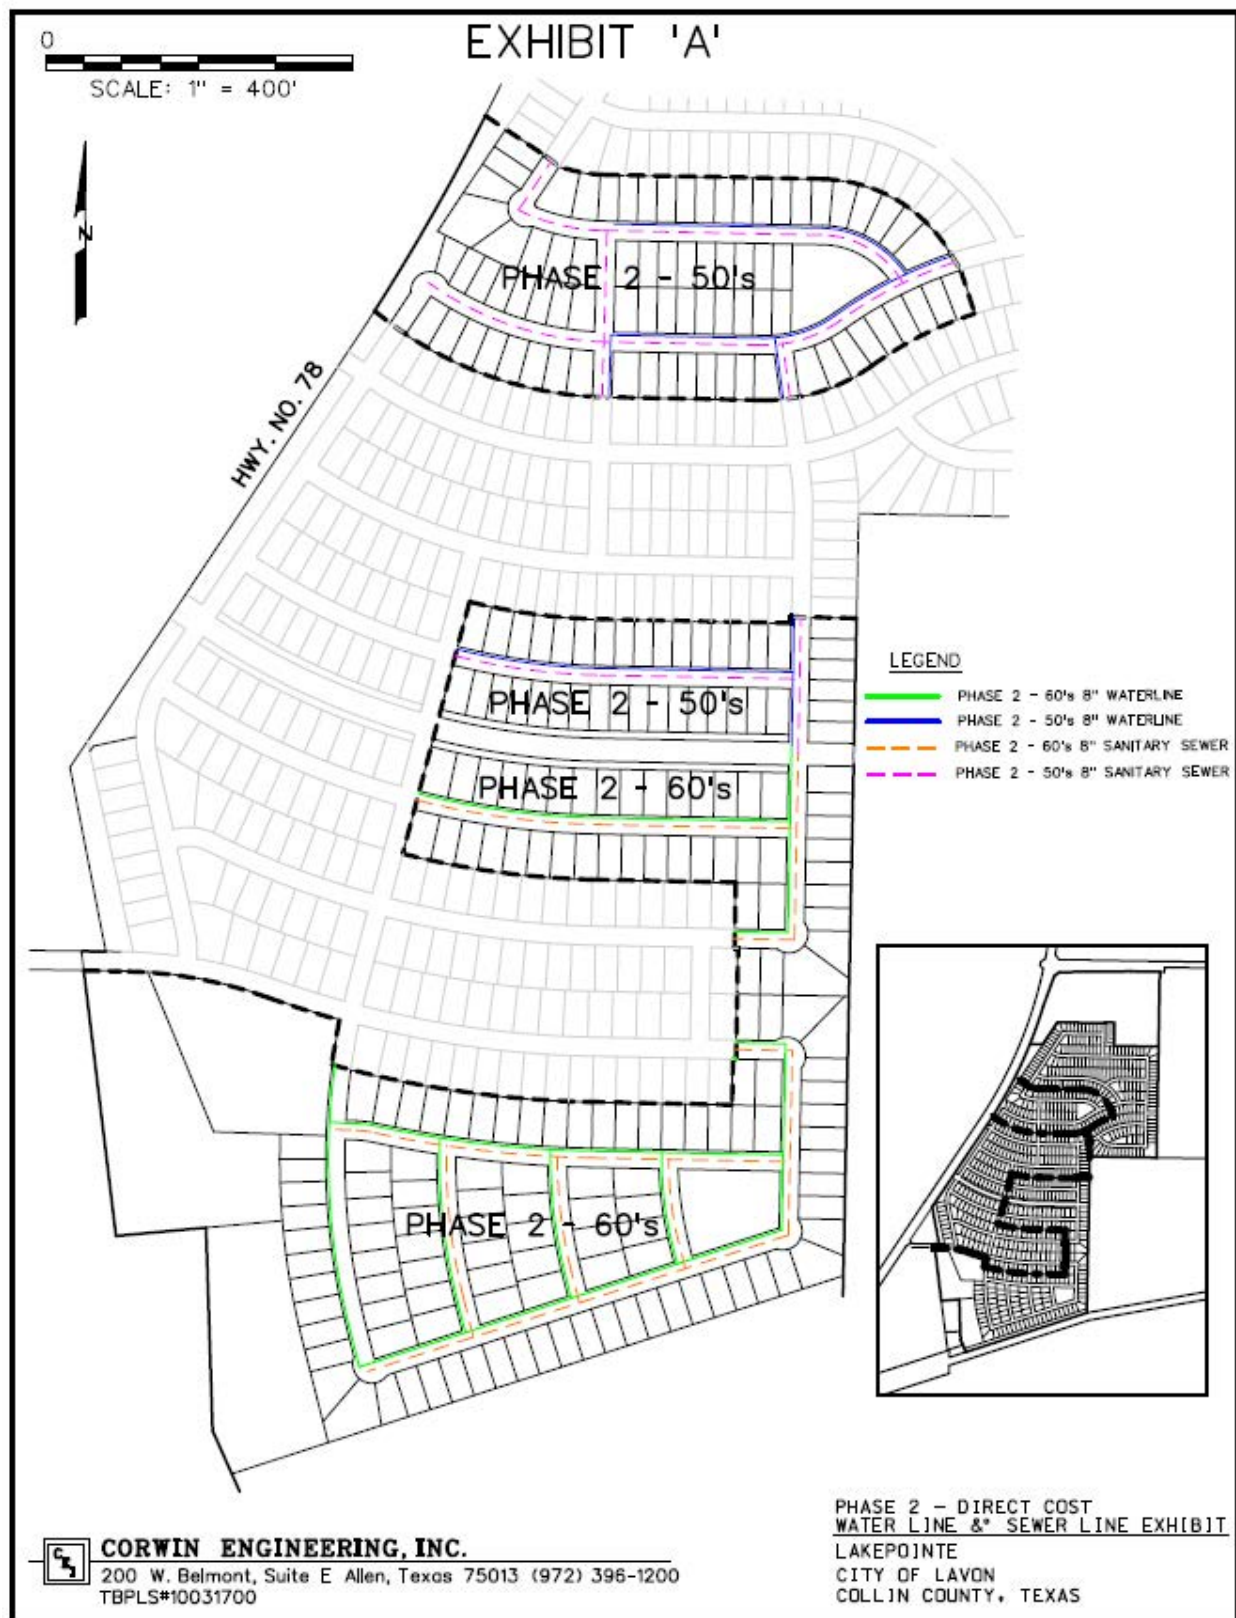 EXHIBIT 'A'
0
SCALE: 1" = 400'
N
PHASE 2 - 50's
HWY. NO. 78
LEGEND
PHASE 2 - 60's 8" WATERLINE
PHASE 2 - 50's 8" WATERLINE
PHASE 2 - 60's 8" SANITARY SEWER
PHASE 2 - 50's 8" SANITARY SEWER
PHASE 2 - 50's
PHASE 2 - 60's
PHASE 2 - 60's
PHASE 2 - DIRECT COST
WATER LINE &" SEWER LINE EXHIBIT
LAKEPOINTE
CITY OF LAVON
COLLIN COUNTY, TEXAS
CEI
CORWIN ENGINEERING, INC.
200 W. Belmont, Suite E Allen, Texas 75013 (972) 396-1200
TBPLS#10031700